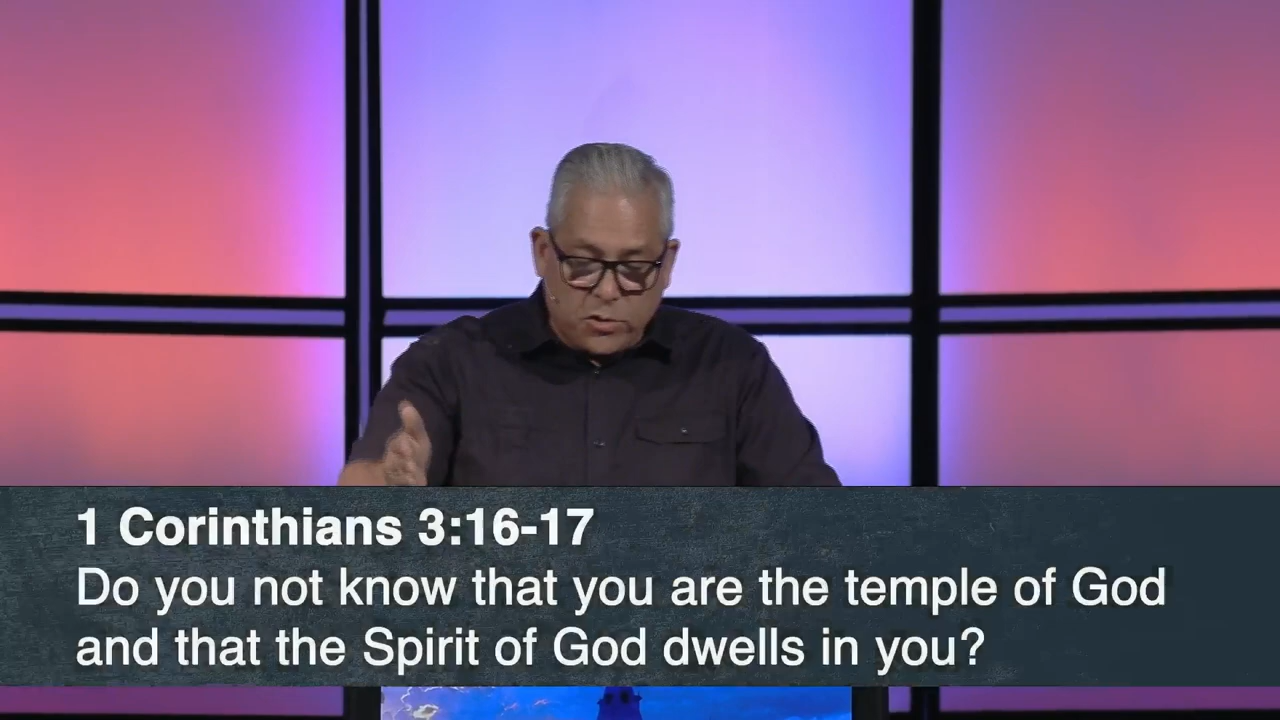 1 Corinthians 3:16-17
Do you not know that you are the temple of God
and that the Spirit of God dwells in you?